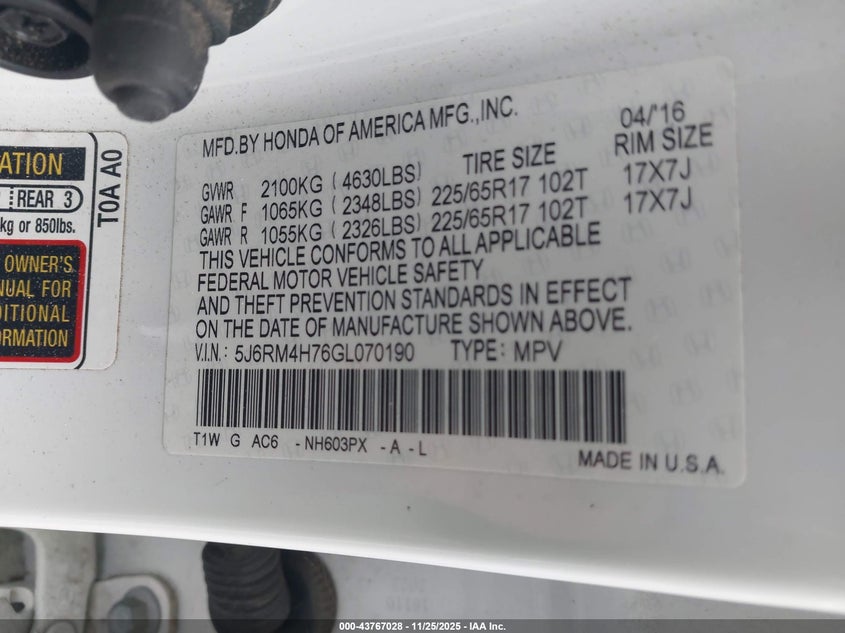 MFD.BY HONDA OF AMERICA MFG.,INC. 04/'16
TIRE SIZE RIM SIZE
GVWR 2100KG (4630LBS)
GAWR F 1065KG (2348LBS) 225/65R17 102T 17X7J
GAWR R 1055KG (2326LBS) 225/65R17 102T 17X7J
THIS VEHICLE CONFORMS TO ALL APPLICABLE
FEDERAL MOTOR VEHICLE SAFETY
AND THEFT PREVENTION STANDARDS IN EFFECT
ON THE DATE OF MANUFACTURE SHOWN ABOVE.
V.I.N.: 5J6RM4H76GL070190 TYPE: MPV
T1W G AC6 -NH603PX -A -L
MADE IN U.S.A.
ATION
REAR 3
kg or 850lbs.
OWNER'S
NUAL FOR
DITIONAL
ORMATION
T0A A0
000-43767028 - 11/25/2025 - IAA Inc.